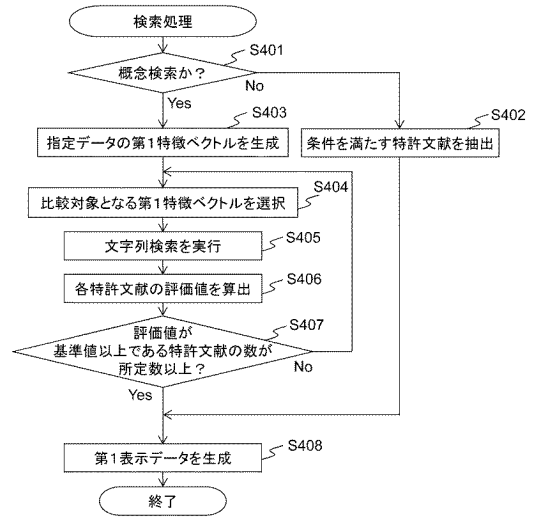 検索処理
S401
概念検索か？
No
Yes
S403
S402
指定データの第1特徴ベクトルを生成
条件を満たす特許文献を抽出
S404
比較対象となる第1特徴ベクトルを選択
S405
文字列検索を実行
S406
各特許文献の評価値を算出
S407
評価値が
基準値以上である特許文献の数が
所定数以上？
No
Yes
S408
第1表示データを生成
終了